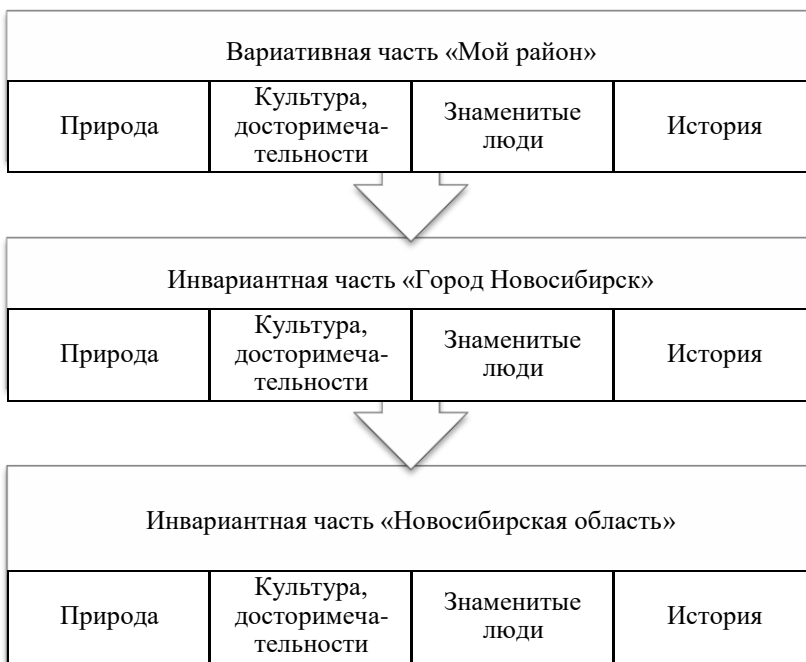 Вариативная часть «Мой район»
Природа
Культура,
досторимеча-
тельности
Знаменитые
люди
История
Инвариантная часть «Город Новосибирск»
Природа
Культура,
досторимеча-
тельности
Знаменитые
люди
История
Инвариантная часть «Новосибирская область»
Природа
Культура,
досторимеча-
тельности
Знаменитые
люди
История